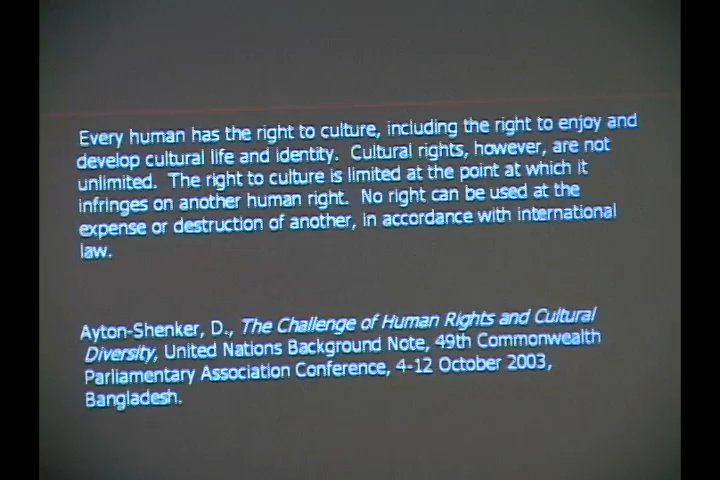 Every human has the right to culture, including the right to enjoy and
develop cultural life and identity. Cultural rights, however, are not
unlimited. The right to culture is limited at the point at which it
infringes on another human right. No right can be used at the
expense or destruction of another, in accordance with international
law.
Ayton-Shenker, D., The Challenge of Human Rights and Cultural
Diversity, United Nations Background Note, 49th Commonwealth
Parliamentary Association Conference, 4-12 October 2003,
Bangladesh.